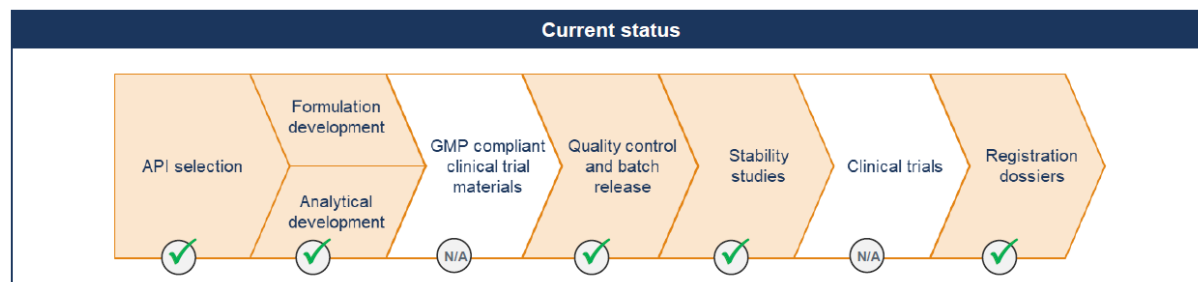 Current status
API selection
Formulation
development
Analytical
development
GMP compliant
clinical trial
materials
Quality control
and batch
release
Stability
studies
Clinical trials
Registration
dossiers
N/A
N/A